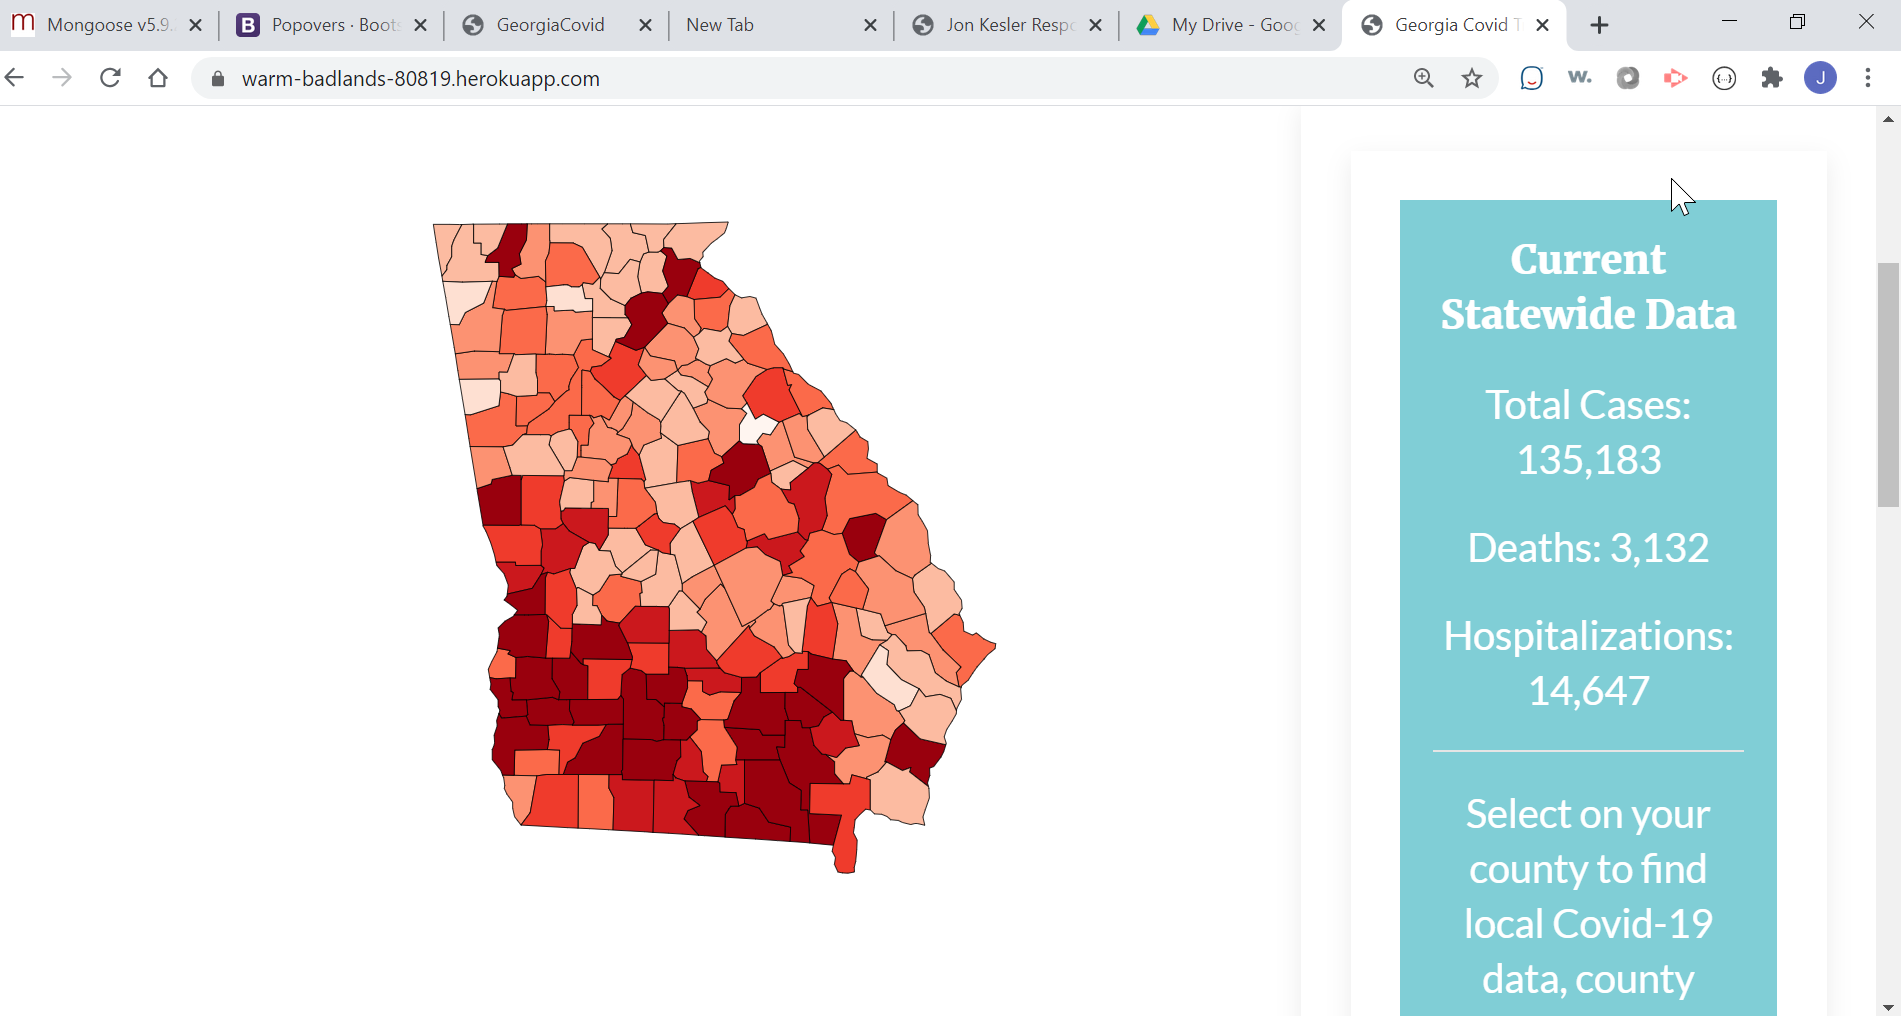 Mongoose v5.9.
Popovers · Boots
GeorgiaCovid
New Tab
Jon Kesler Respo
My Drive - Goog
Georgia Covid T
warm-badlands-80819.herokuapp.com
w.
J
Current
Statewide Data
Total Cases:
135,183
Deaths: 3,132
Hospitalizations:
14,647
Select on your
county to find
local Covid-19
data, county